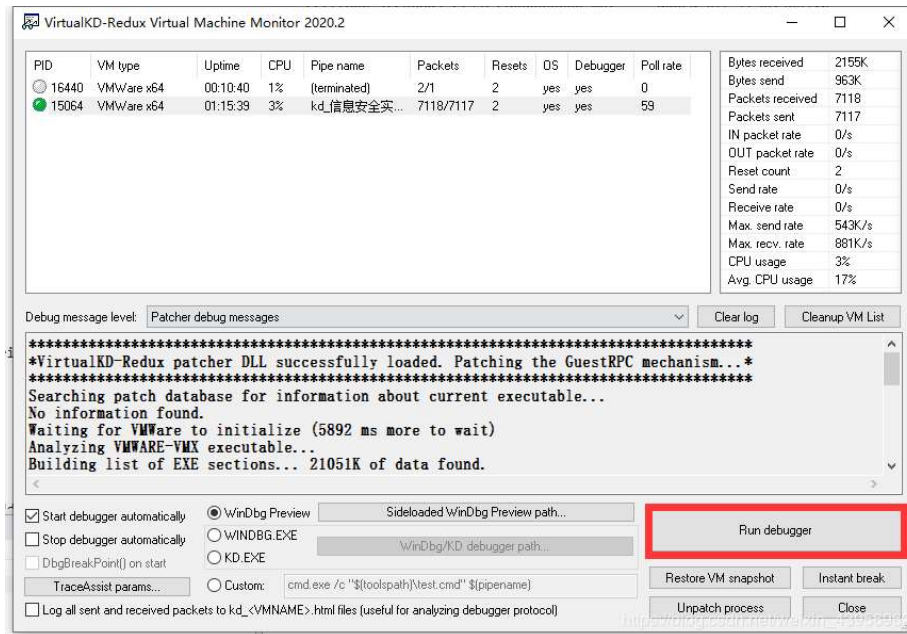 VirtualKD-Redux Virtual Machine Monitor 2020.2
PID VM type Uptime CPU Pipe name Packets Resets OS Debugger Poll rate
16440 VMWare x64 00:10:40 1% (terminated) 2/1 2 yes yes 0
15064 VMWare x64 01:15:39 3% kd_信息安全实... 7118/7117 2 yes yes 59
Bytes received 2155K
Bytes send 963K
Packets received 7118
Packets sent 7117
IN packet rate 0/s
OUT packet rate 0/s
Reset count 2
Send rate 0/s
Receive rate 0/s
Max. send rate 543K/s
Max. recv. rate 881K/s
CPU usage 3%
Avg. CPU usage 17%
Debug message level: Patcher debug messages Clear log Cleanup VM List
*VirtualKD-Redux patcher DLL successfully loaded. Patching the GuestRPC mechanism...*
Searching patch database for information about current executable...
No information found.
Waiting for VMWare to initialize (5892 ms more to wait)
Analyzing VMWARE-VMX executable...
Building list of EXE sections... 21051K of data found.
Start debugger automatically WinDbg Preview Sideloaded WinDbg Preview path... Run debugger
Stop debugger automatically WINDBG.EXE WinDbg/KD debugger path...
DbgBreakPoint() on start KD.EXE
TraceAssist params... Custom: cmd.exe /c "$(toolspath)\test.cmd" $(pipename) Restore VM snapshot Instant break
Log all sent and received packets to kd_<VMNAME>.html files (useful for analyzing debugger protocol) Unpatch process Close